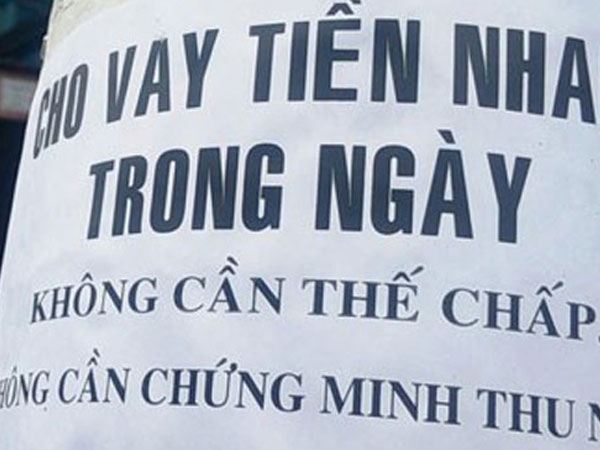 CHO VAY TIỀN NHA
TRONG NGÀY
KHÔNG CẦN THẾ CHẤP.
HÔNG CẦN CHỨNG MINH THU N